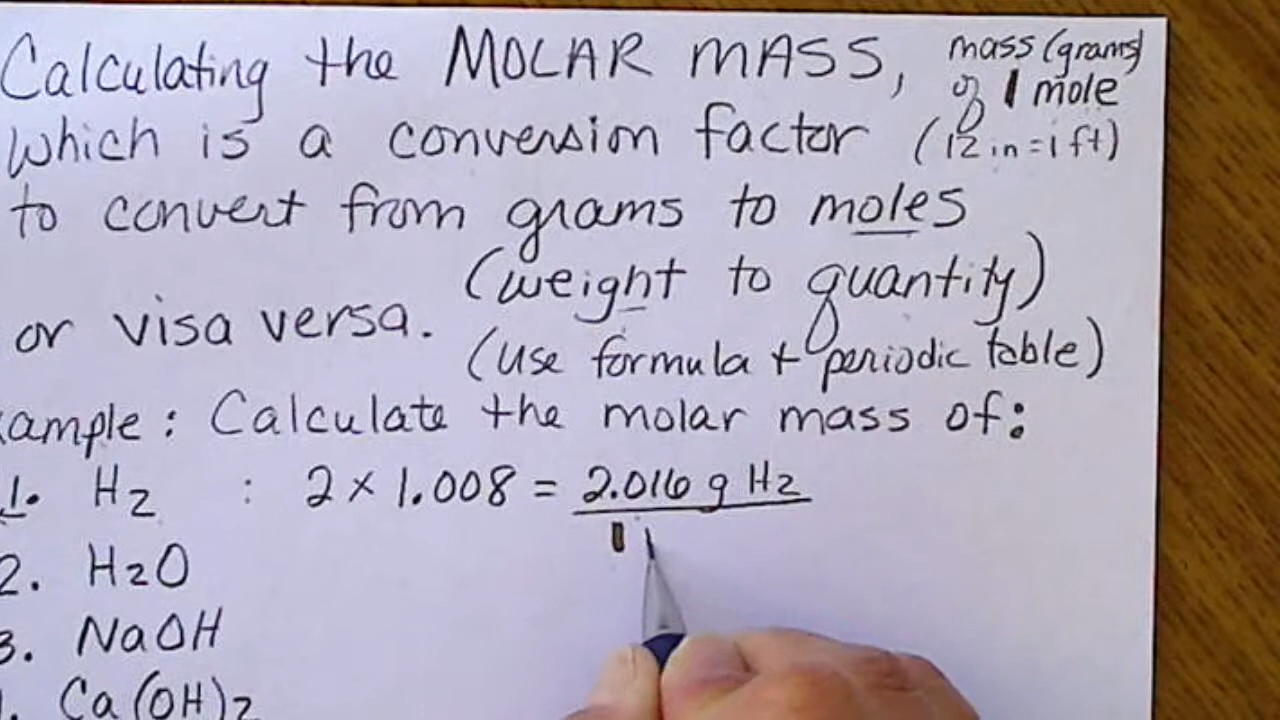 Calculating the MOLAR MASS, mass (grams)
of 1 mole
which is a conversion factor (12 in = 1 ft)
to convert from grams to moles
(weight to quantity)
or visa versa.
(use formula + periodic table)
xample: Calculate the molar mass of:
1. H2 : 2 × 1.008 = 2.016 g H2
1
2. H2O
3. NaOH
. Ca(OH)2